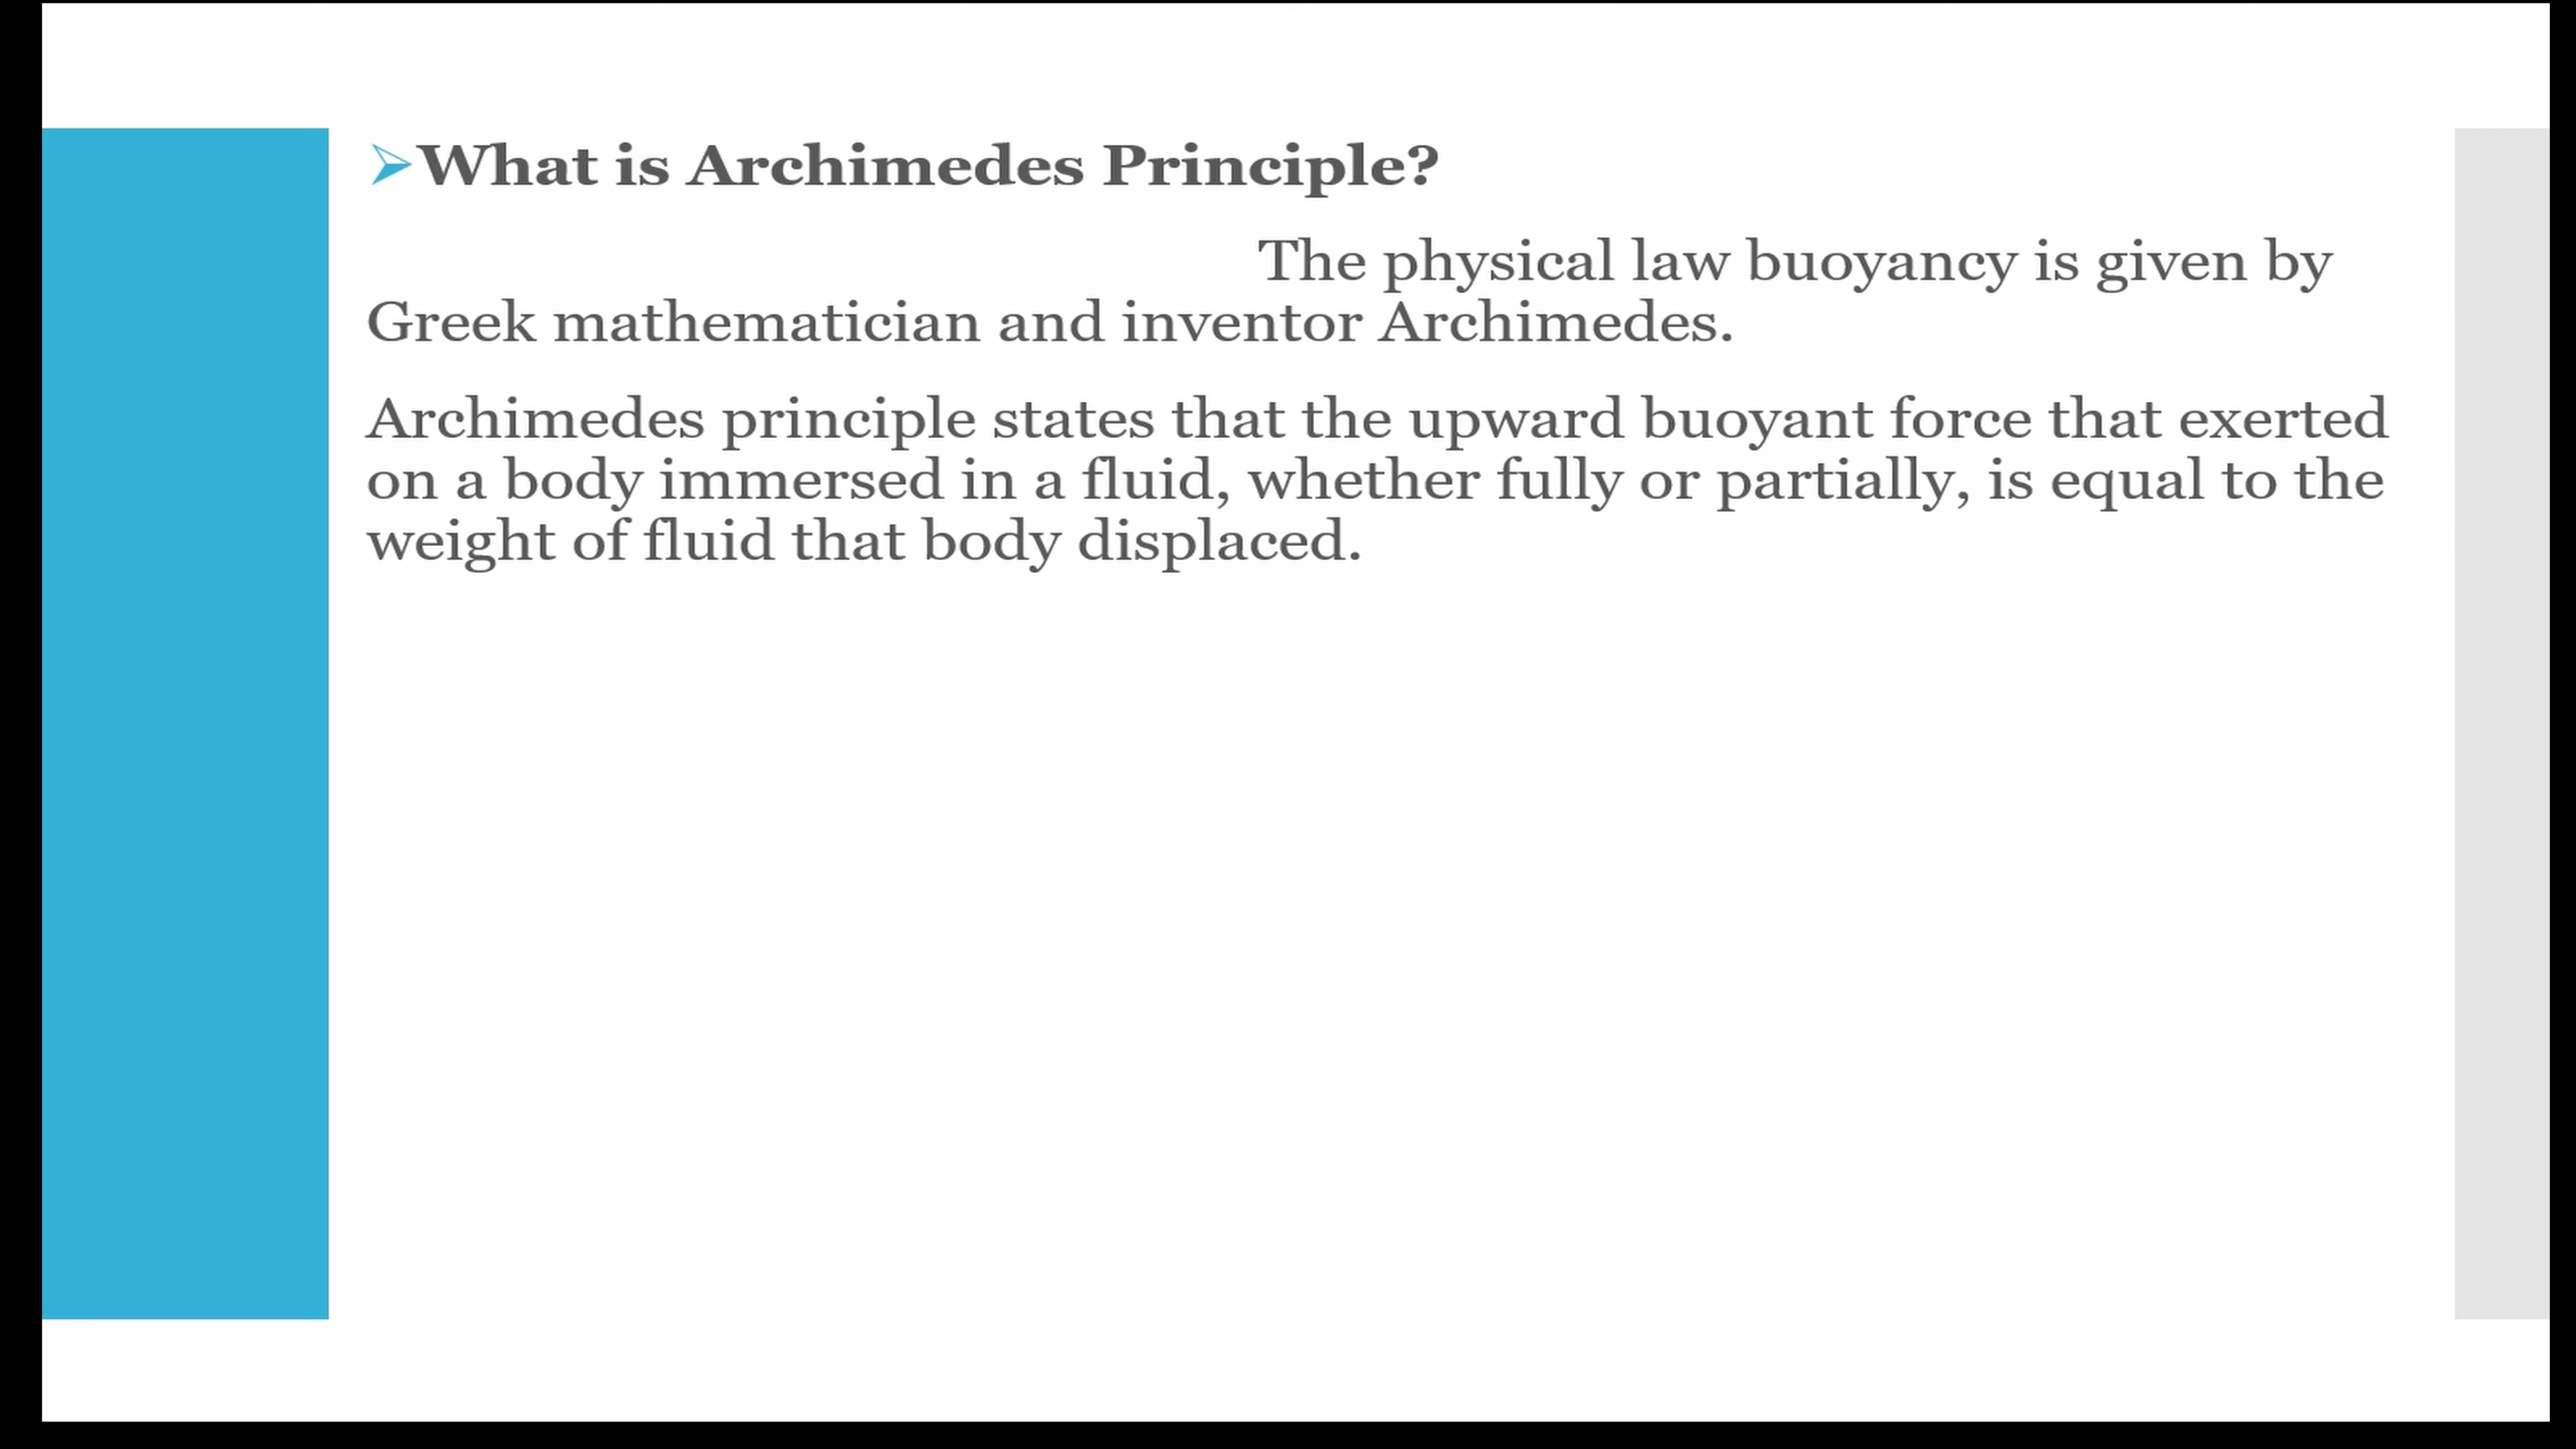 What is Archimedes Principle?
The physical law buoyancy is given by
Greek mathematician and inventor Archimedes.
Archimedes principle states that the upward buoyant force that exerted
on a body immersed in a fluid, whether fully or partially, is equal to the
weight of fluid that body displaced.